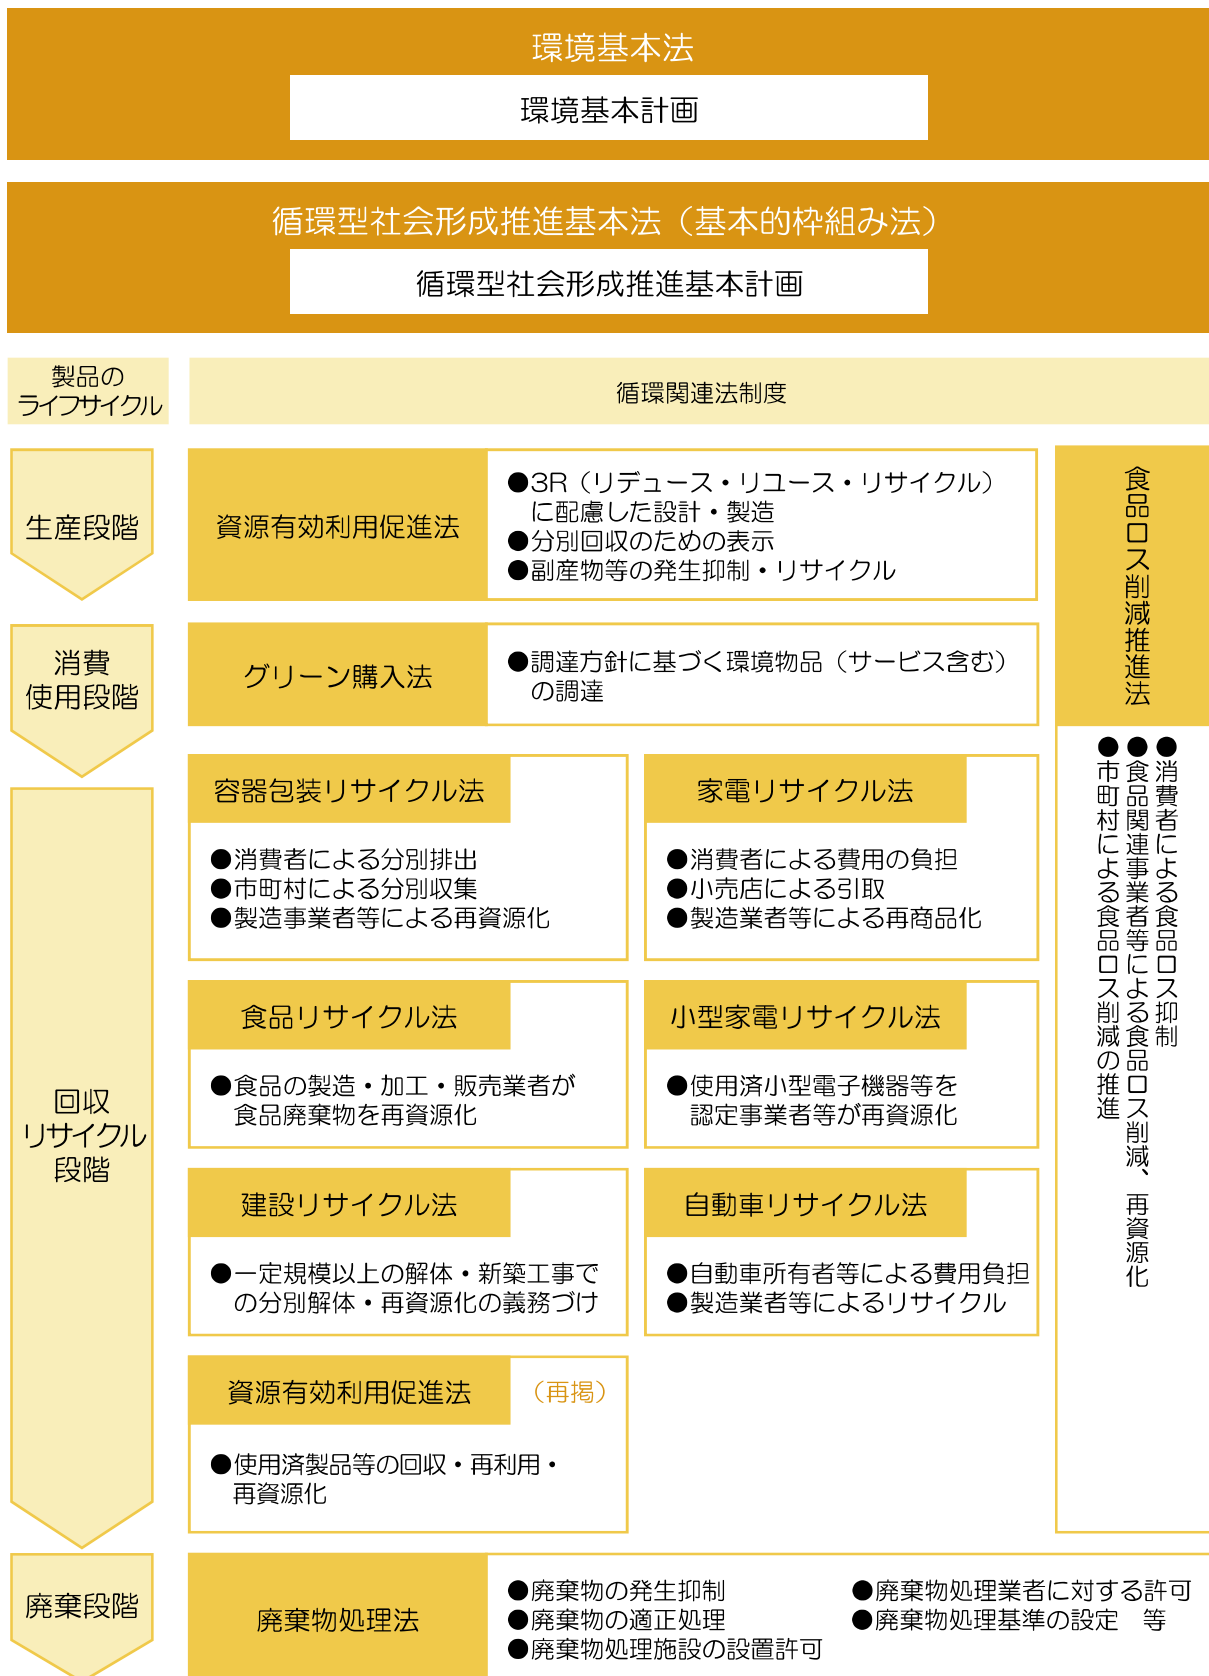 環境基本法
環境基本計画
循環型社会形成推進基本法（基本的枠組み法）
循環型社会形成推進基本計画
製品の
ライフサイクル
循環関連法制度
生産段階
資源有効利用促進法
●3R（リデュース・リユース・リサイクル）
に配慮した設計・製造
●分別回収のための表示
●副産物等の発生抑制・リサイクル
消費
使用段階
グリーン購入法
●調達方針に基づく環境物品（サービス含む）
の調達
食品ロス削減推進法
●消費者による食品ロス抑制
●食品関連事業者等による食品ロス削減、再資源化
●市町村による食品ロス削減の推進
回収
リサイクル
段階
容器包装リサイクル法
●消費者による分別排出
●市町村による分別収集
●製造事業者等による再資源化
家電リサイクル法
●消費者による費用の負担
●小売店による引取
●製造業者等による再商品化
食品リサイクル法
●食品の製造・加工・販売業者が
食品廃棄物を再資源化
小型家電リサイクル法
●使用済小型電子機器等を
認定事業者等が再資源化
建設リサイクル法
●一定規模以上の解体・新築工事で
の分別解体・再資源化の義務づけ
自動車リサイクル法
●自動車所有者等による費用負担
●製造業者等によるリサイクル
資源有効利用促進法
（再掲）
●使用済製品等の回収・再利用・
再資源化
廃棄段階
廃棄物処理法
●廃棄物の発生抑制
●廃棄物の適正処理
●廃棄物処理施設の設置許可
●廃棄物処理業者に対する許可
●廃棄物処理基準の設定　等